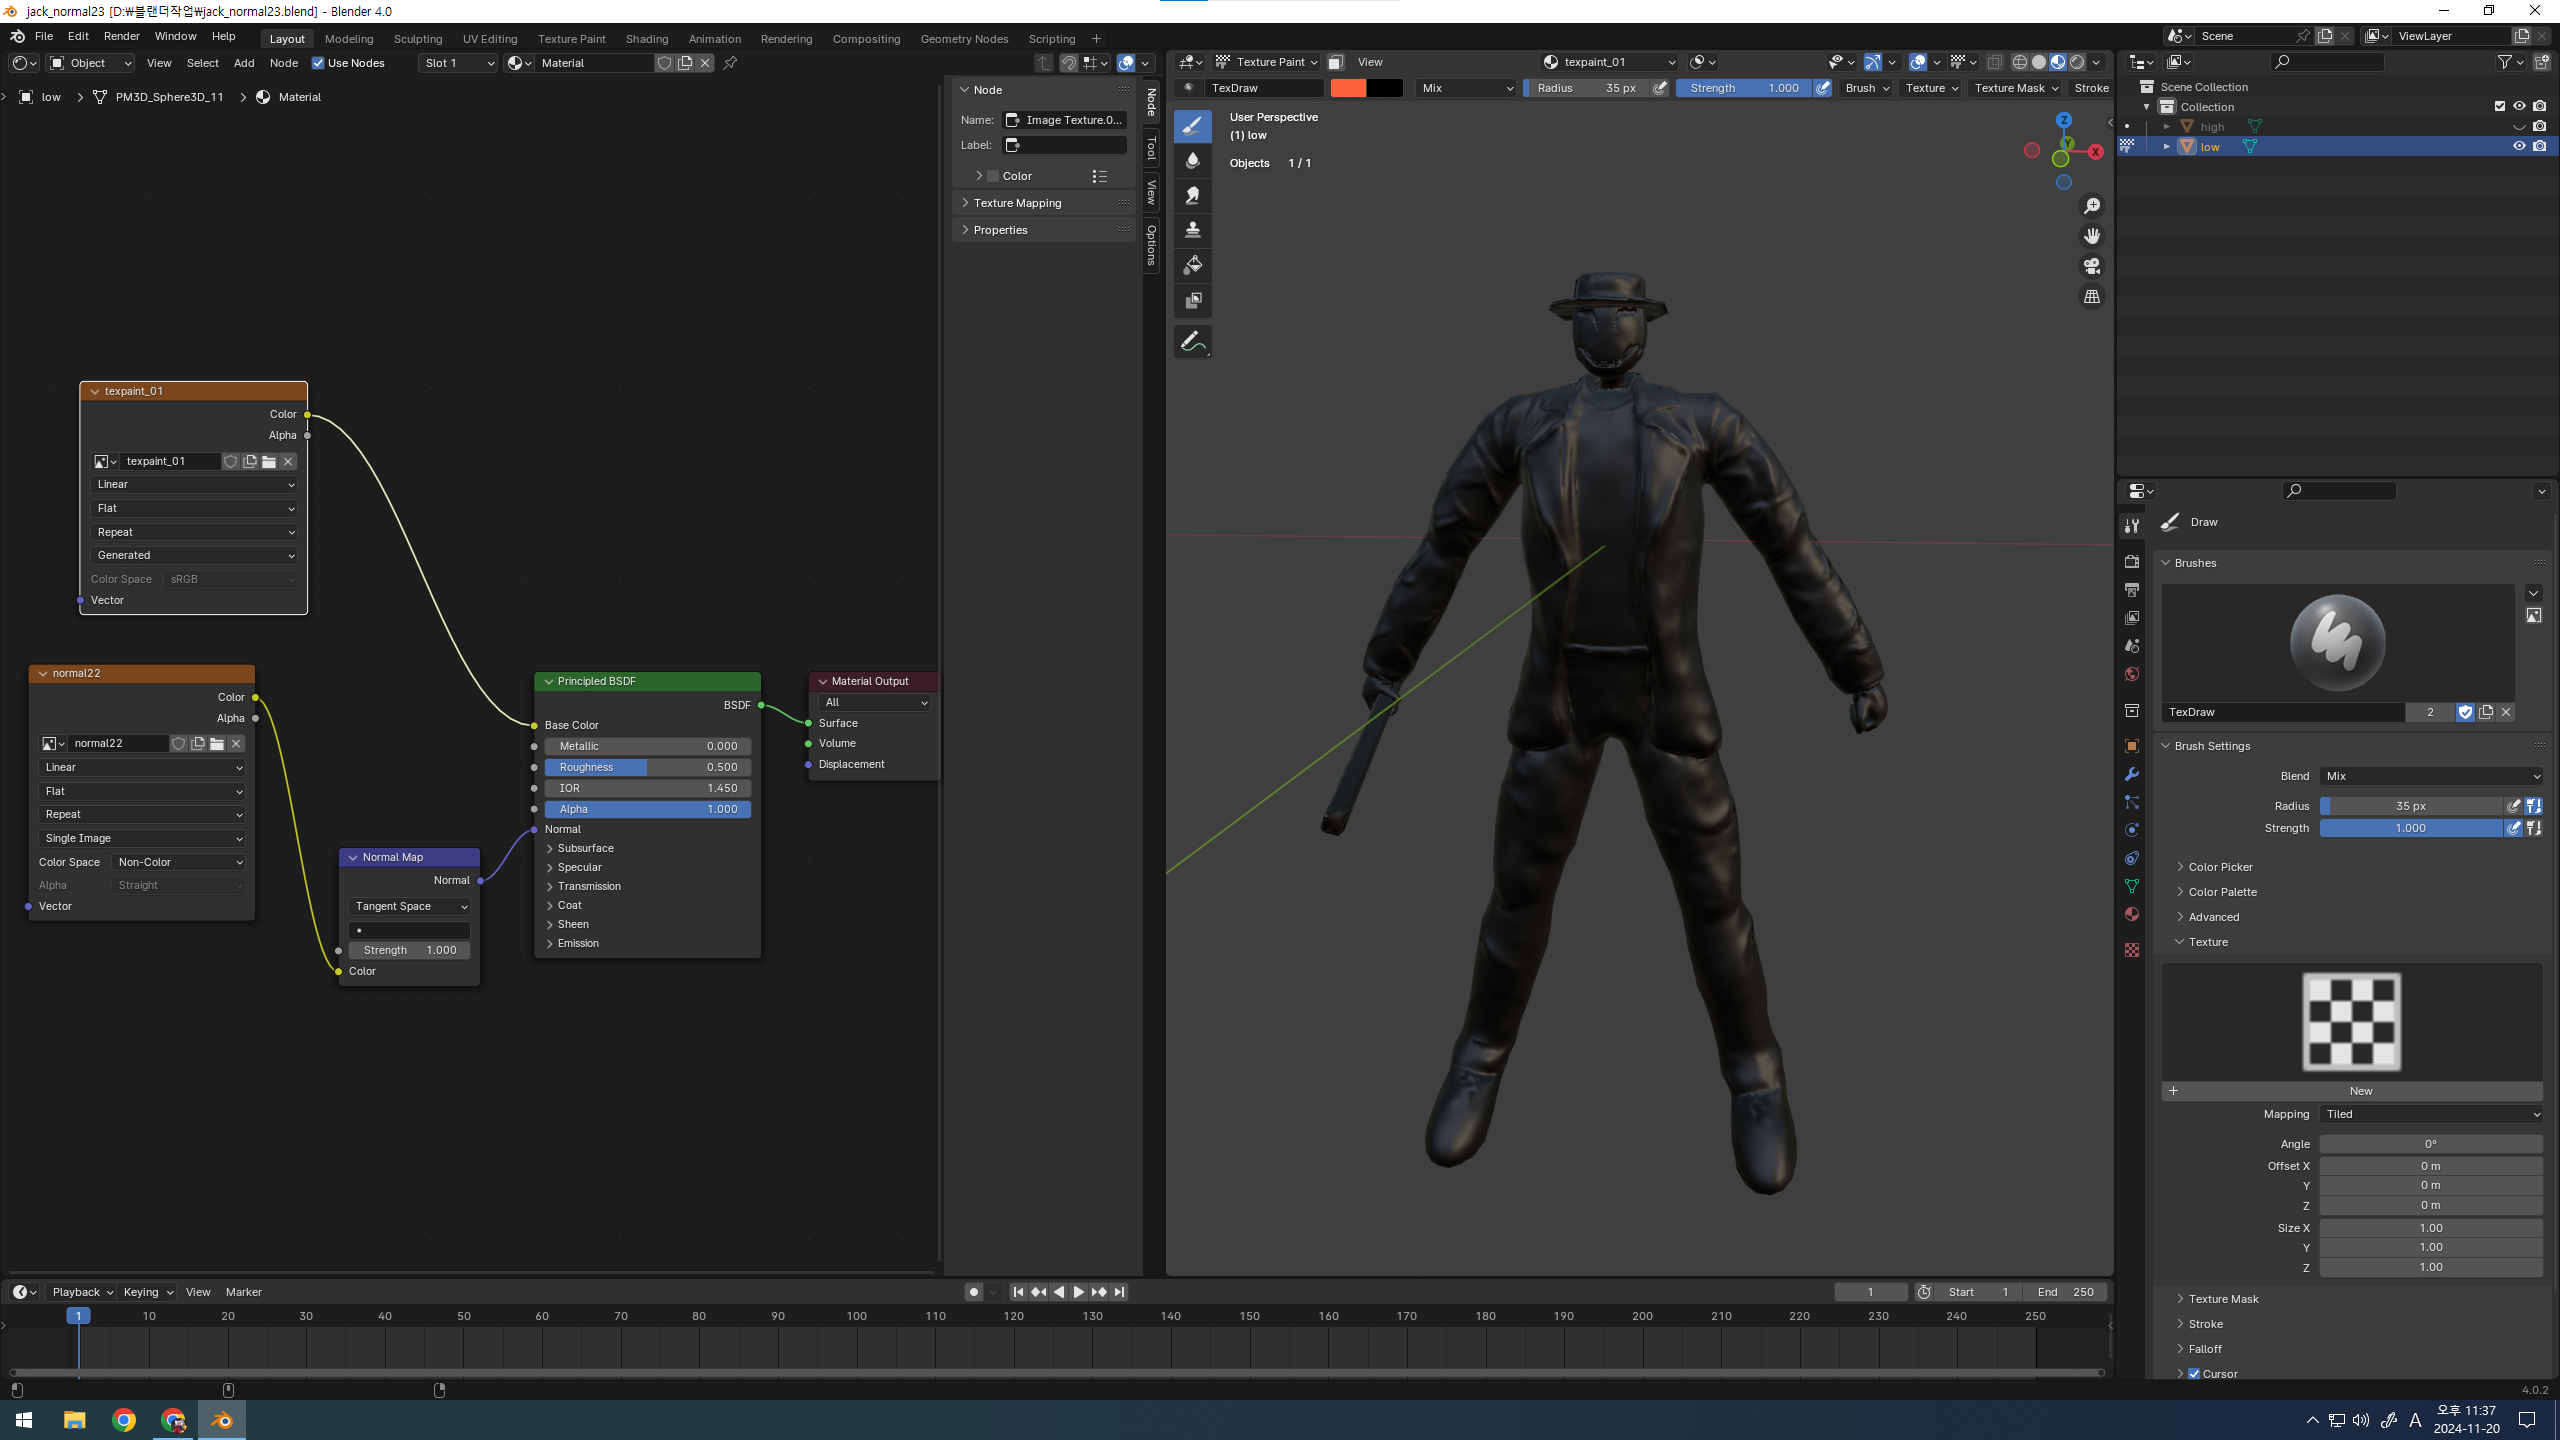 jack_normal23 [D:₩블랜더작업₩jack_normal23.blend] - Blender 4.0
File Edit Render Window Help
Layout Modeling Sculpting UV Editing Texture Paint Shading Animation Rendering Compositing Geometry Nodes Scripting +
Scene
ViewLayer
Object View Select Add Node Use Nodes Slot 1 Material
low > PM3D_Sphere3D_11 > Material
Node
Name: Image Texture.0...
Label:
Color
Texture Mapping
Properties
Node
Tool
View
Options
texpaint_01
Color
Alpha
texpaint_01
Linear
Flat
Repeat
Generated
Color Space sRGB
Vector
normal22
Color
Alpha
normal22
Linear
Flat
Repeat
Single Image
Color Space Non-Color
Alpha Straight
Vector
Normal Map
Normal
Tangent Space
Strength 1.000
Color
Principled BSDF
BSDF
Base Color
Metallic 0.000
Roughness 0.500
IOR 1.450
Alpha 1.000
Normal
Subsurface
Specular
Transmission
Coat
Sheen
Emission
Material Output
All
Surface
Volume
Displacement
Texture Paint View texpaint_01
TexDraw Mix Radius 35 px Strength 1.000 Brush Texture Texture Mask Stroke
User Perspective
(1) low
Objects 1 / 1
Z
Y
X
Scene Collection
Collection
high
low
Draw
Brushes
TexDraw 2
Brush Settings
Blend Mix
Radius 35 px
Strength 1.000
Color Picker
Color Palette
Advanced
Texture
+ New
Mapping Tiled
Angle 0°
Offset X 0 m
Y 0 m
Z 0 m
Size X 1.00
Y 1.00
Z 1.00
Texture Mask
Stroke
Falloff
Cursor
Playback Keying View Marker
1 Start 1 End 250
1 10 20 30 40 50 60 70 80 90 100 110 120 130 140 150 160 170 180 190 200 210 220 230 240 250
4.0.2
A
오후 11:37
2024-11-20